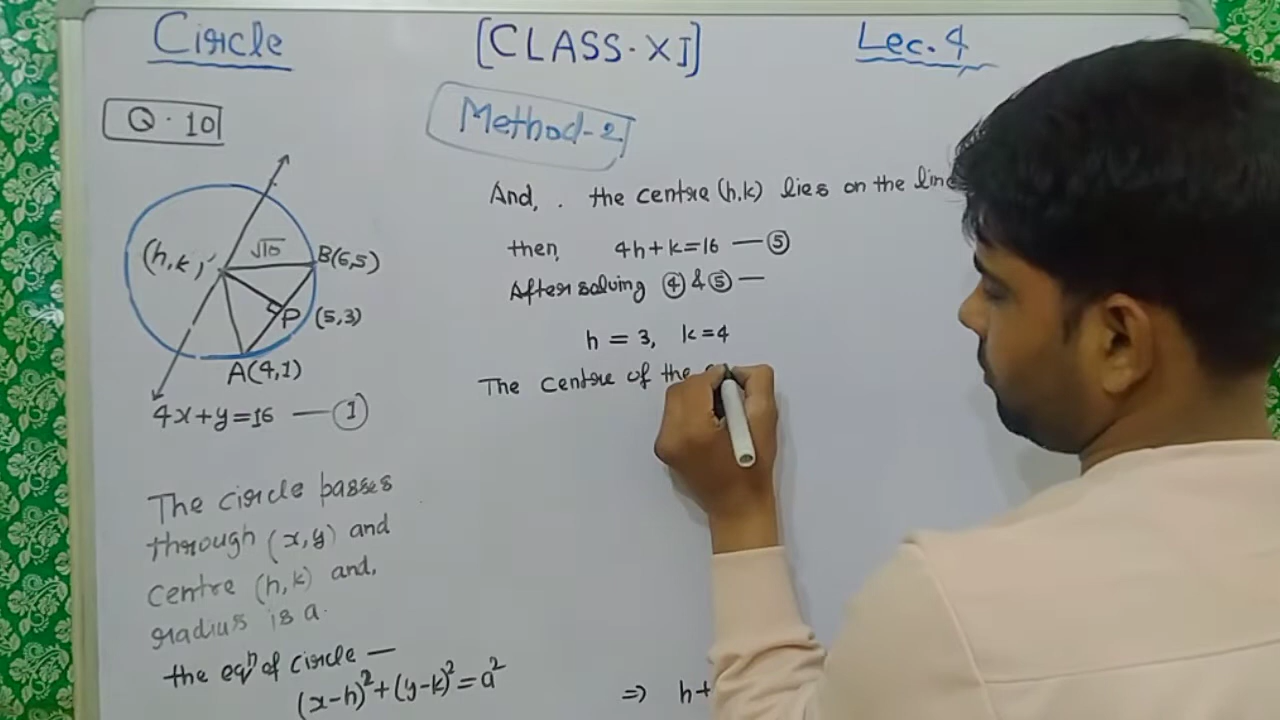 Circle
[CLASS·XI]
Lec.4
Q·10
Method-2
(h,k)
√10
B(6,5)
P (5,3)
A(4,1)
4x+y=16 — ①
The circle passes
through (x,y) and
centre (h,k) and,
radius is a.
the eqⁿ of circle —
(x-h)²+(y-k)²=a²
And, . the centre (h,k) lies on the line
then, 4h+k=16 — ⑤
After solving ④ & ⑤ —
h = 3, k=4
The centre of the
⇒ h+